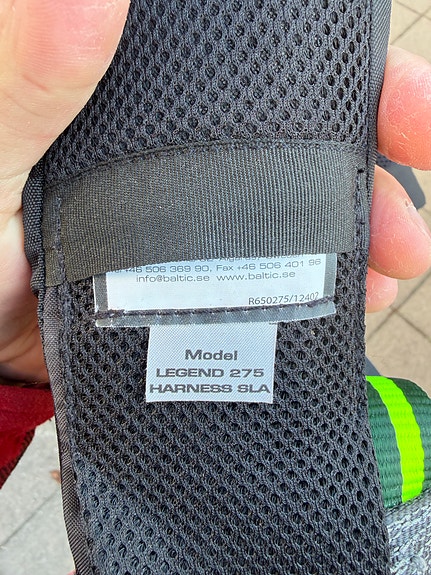 +46 506 369 90, Fax +46 506 401 96
info@baltic.se www.baltic.se
R650275/12402
Model
LEGEND 275
HARNESS SLA